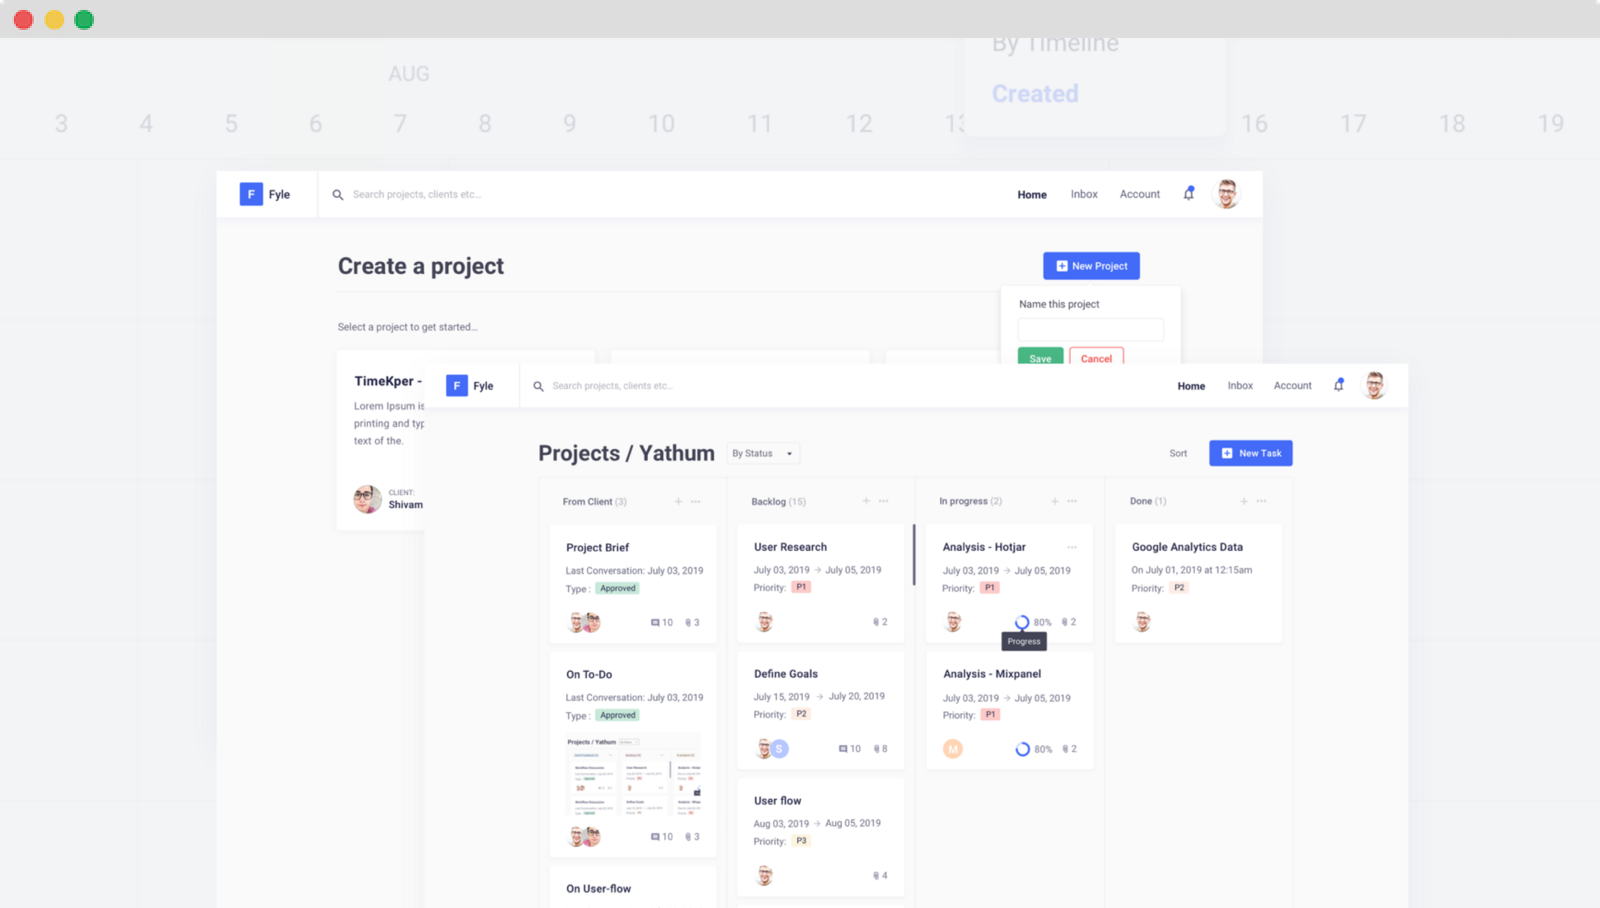 By Timeline
AUG
Created
3 4 5 6 7 8 9 10 11 12 13 16 17 18 19
F Fyle Search projects, clients etc... Home Inbox Account
Create a project
New Project
Name this project
Select a project to get started...
Save Cancel
TimeKper -
Lorem Ipsum is
printing and typ
text of the.
CLIENT:
Shivam
F Fyle Search projects, clients etc... Home Inbox Account
Projects / Yathum By Status Sort New Task
From Client (3)
Project Brief
Last Conversation: July 03, 2019
Type : Approved
10 3
On To-Do
Last Conversation: July 03, 2019
Type : Approved
Projects / Yathum
10 3
On User-flow
Backlog (15)
User Research
July 03, 2019 → July 05, 2019
Priority: P1
2
Define Goals
July 15, 2019 → July 20, 2019
Priority: P2
S 10 8
User flow
Aug 03, 2019 → Aug 05, 2019
Priority: P3
4
In progress (2)
Analysis - Hotjar
July 03, 2019 → July 05, 2019
Priority: P1
80% 2
Progress
Analysis - Mixpanel
July 03, 2019 → July 05, 2019
Priority: P1
M 80% 2
Done (1)
Google Analytics Data
On July 01, 2019 at 12:15am
Priority: P2